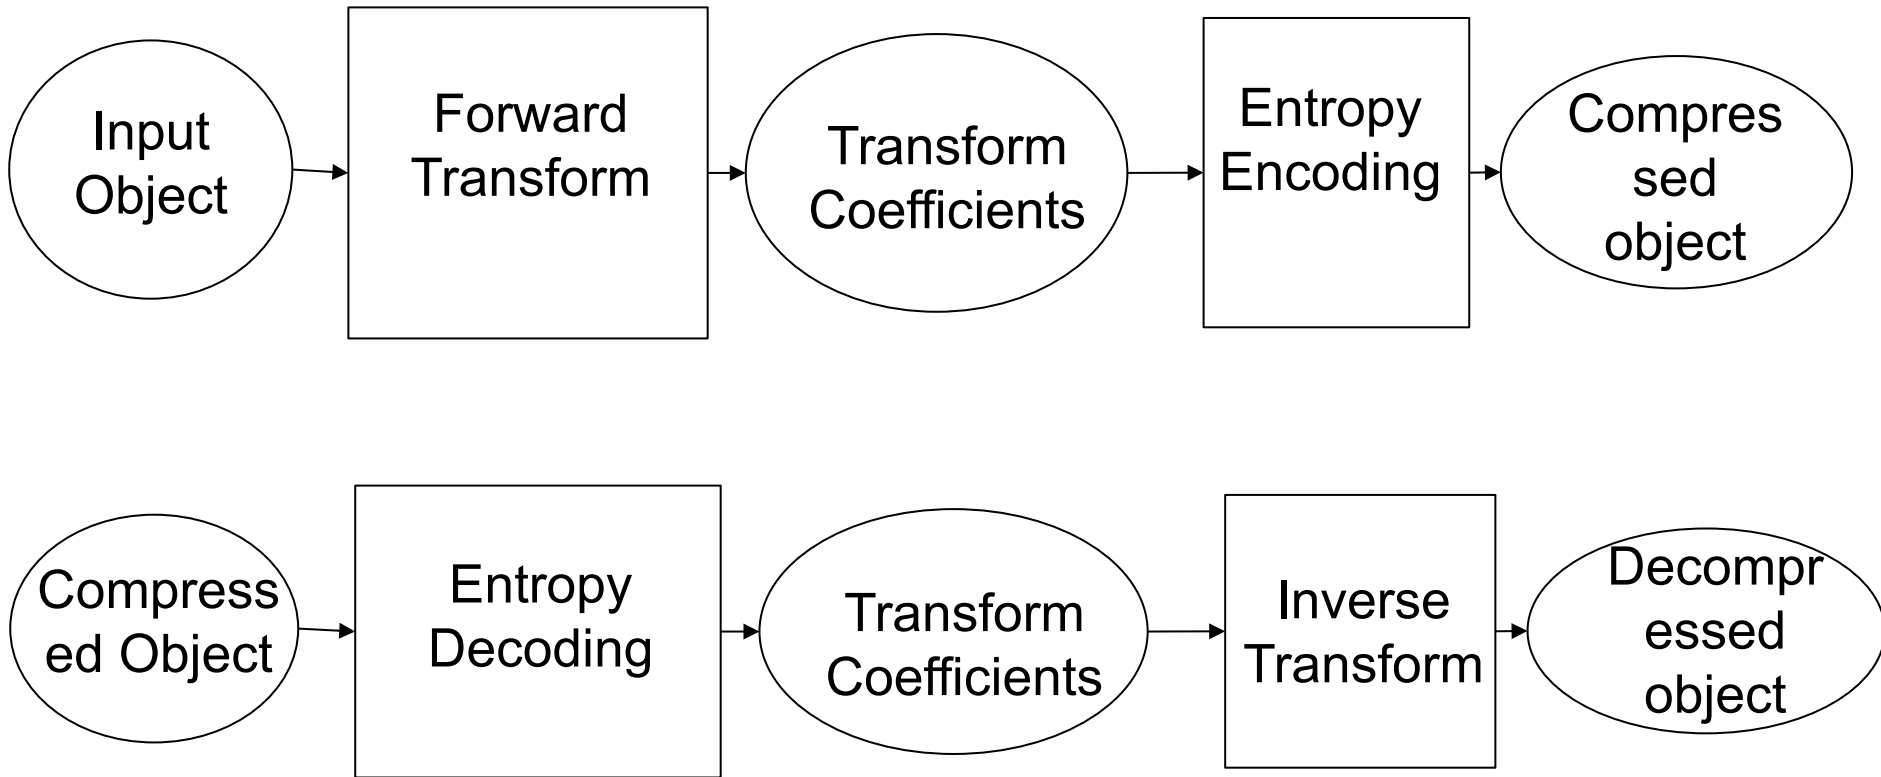 Input
Object
Forward
Transform
Transform
Coefficients
Entropy
Encoding
Compres
sed
object
Compress
ed Object
Entropy
Decoding
Transform
Coefficients
Inverse
Transform
Decompr
essed
object